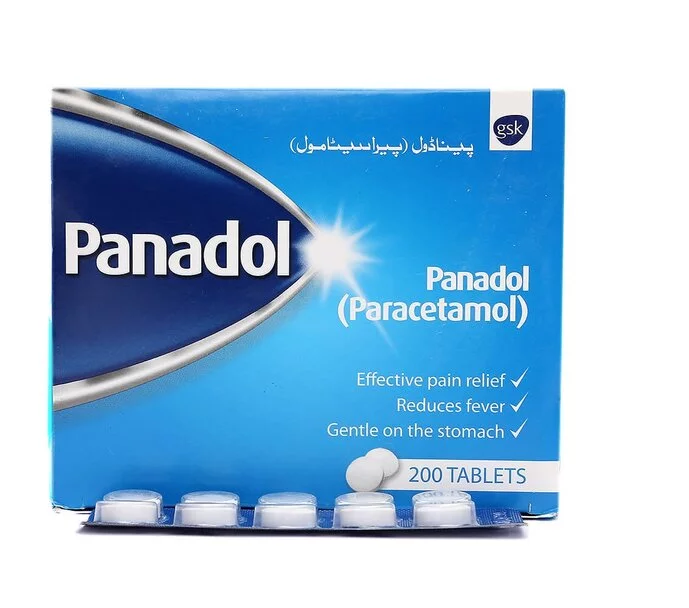 gsk
پیناڈول (پیراسیٹامول)
Panadol
Panadol
(Paracetamol)
Effective pain relief
Reduces fever
Gentle on the stomach
200 TABLETS